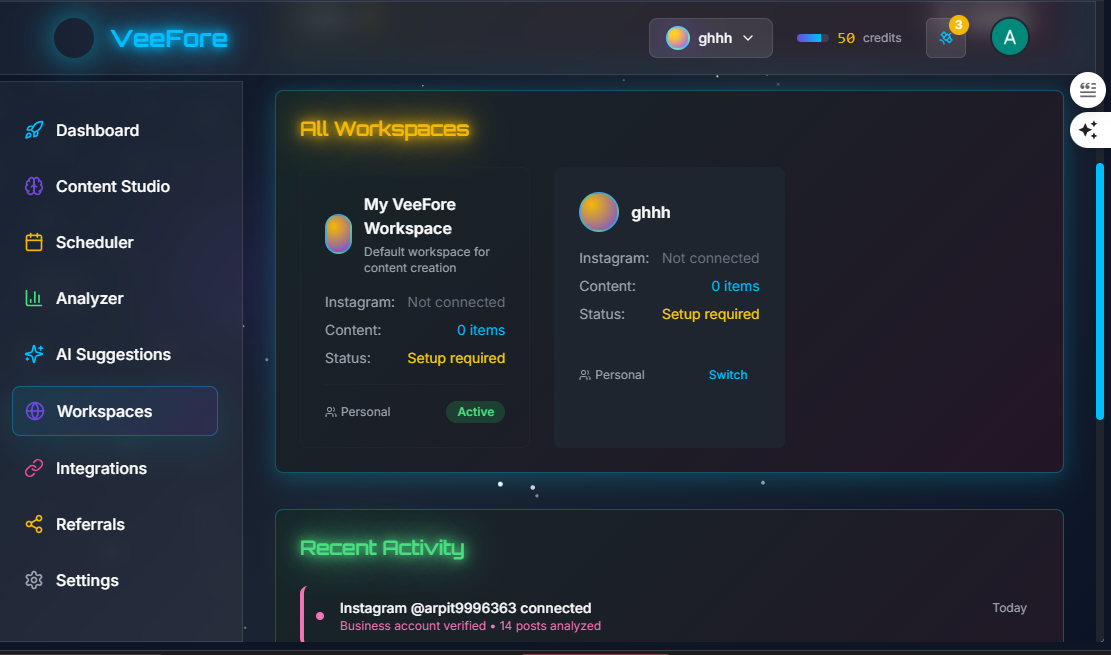 VeeFore
ghhh
50 credits
3
A
Dashboard
Content Studio
Scheduler
Analyzer
AI Suggestions
Workspaces
Integrations
Referrals
Settings
All Workspaces
My VeeFore
Workspace
Default workspace for
content creation
Instagram: Not connected
Content: 0 items
Status: Setup required
Personal Active
ghhh
Instagram: Not connected
Content: 0 items
Status: Setup required
Personal Switch
Recent Activity
Instagram @arpit9996363 connected Today
Business account verified • 14 posts analyzed